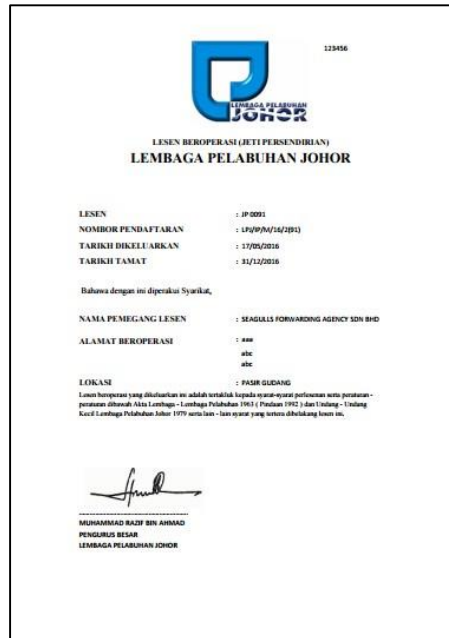 123456
LEMBAGA PELABUHAN
JOHOR
LESEN BEROPERASI (JETI PERSENDIRIAN)
LEMBAGA PELABUHAN JOHOR
LESEN : JP 0091
NOMBOR PENDAFTARAN : LPJ/JP/M/16/2(91)
TARIKH DIKELUARKAN : 17/05/2016
TARIKH TAMAT : 31/12/2016
Bahawa dengan ini diperakui Syarikat,
NAMA PEMEGANG LESEN : SEAGULLS FORWARDING AGENCY SDN BHD
ALAMAT BEROPERASI : aaa
abc
abc
LOKASI : PASIR GUDANG
Lesen beroperasi yang dikeluarkan ini adalah tertakluk kepada syarat-syarat perlesenan serta peraturan -
peraturan dibawah Akta Lembaga - Lembaga Pelabuhan 1963 ( Pindaan 1992 ) dan Undang - Undang
Kecil Lembaga Pelabuhan Johor 1979 serta lain - lain syarat yang tertera dibelakang lesen ini.
MUHAMMAD RAZIF BIN AHMAD
PENGURUS BESAR
LEMBAGA PELABUHAN JOHOR